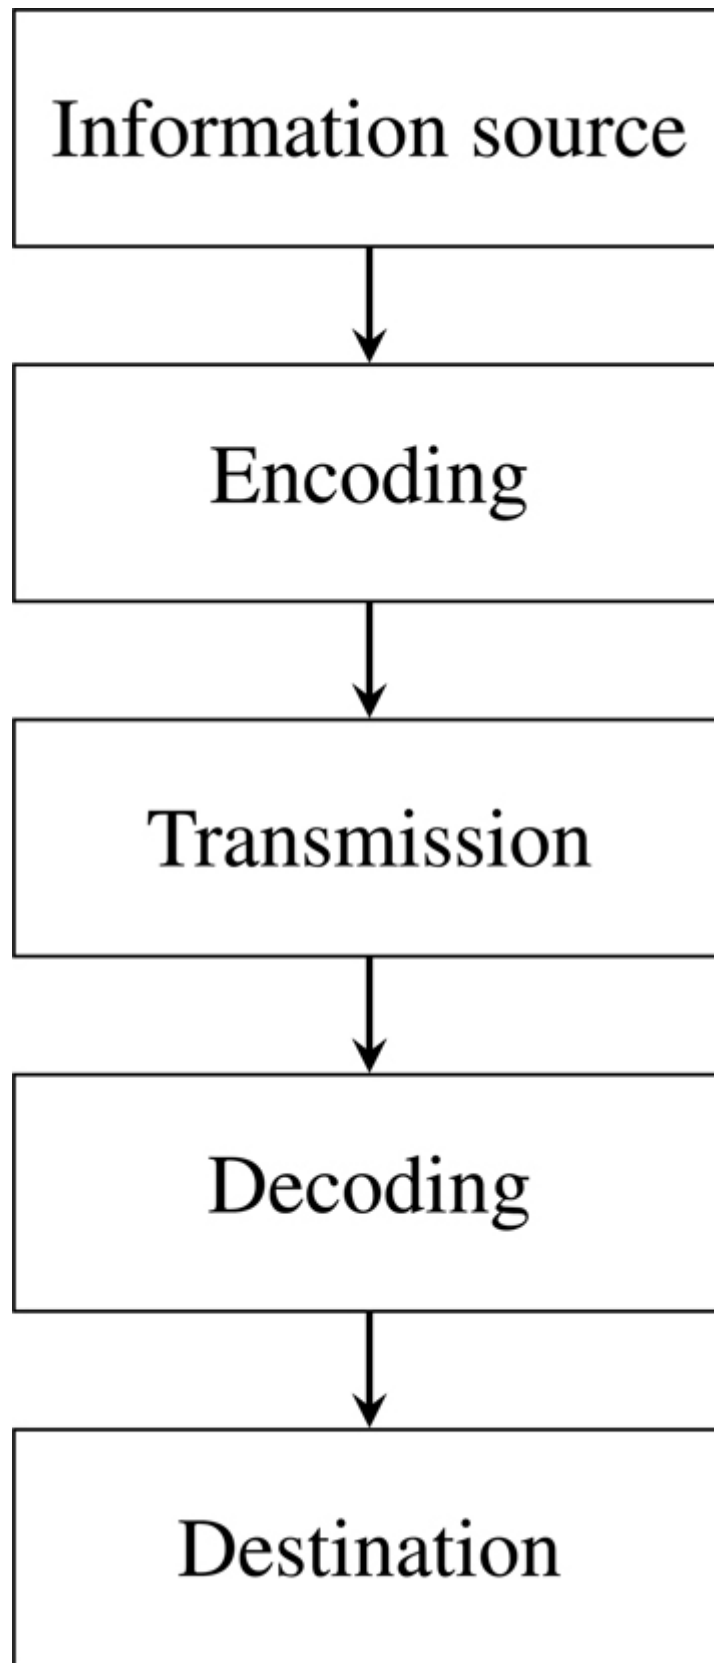 Information source
Encoding
Transmission
Decoding
Destination